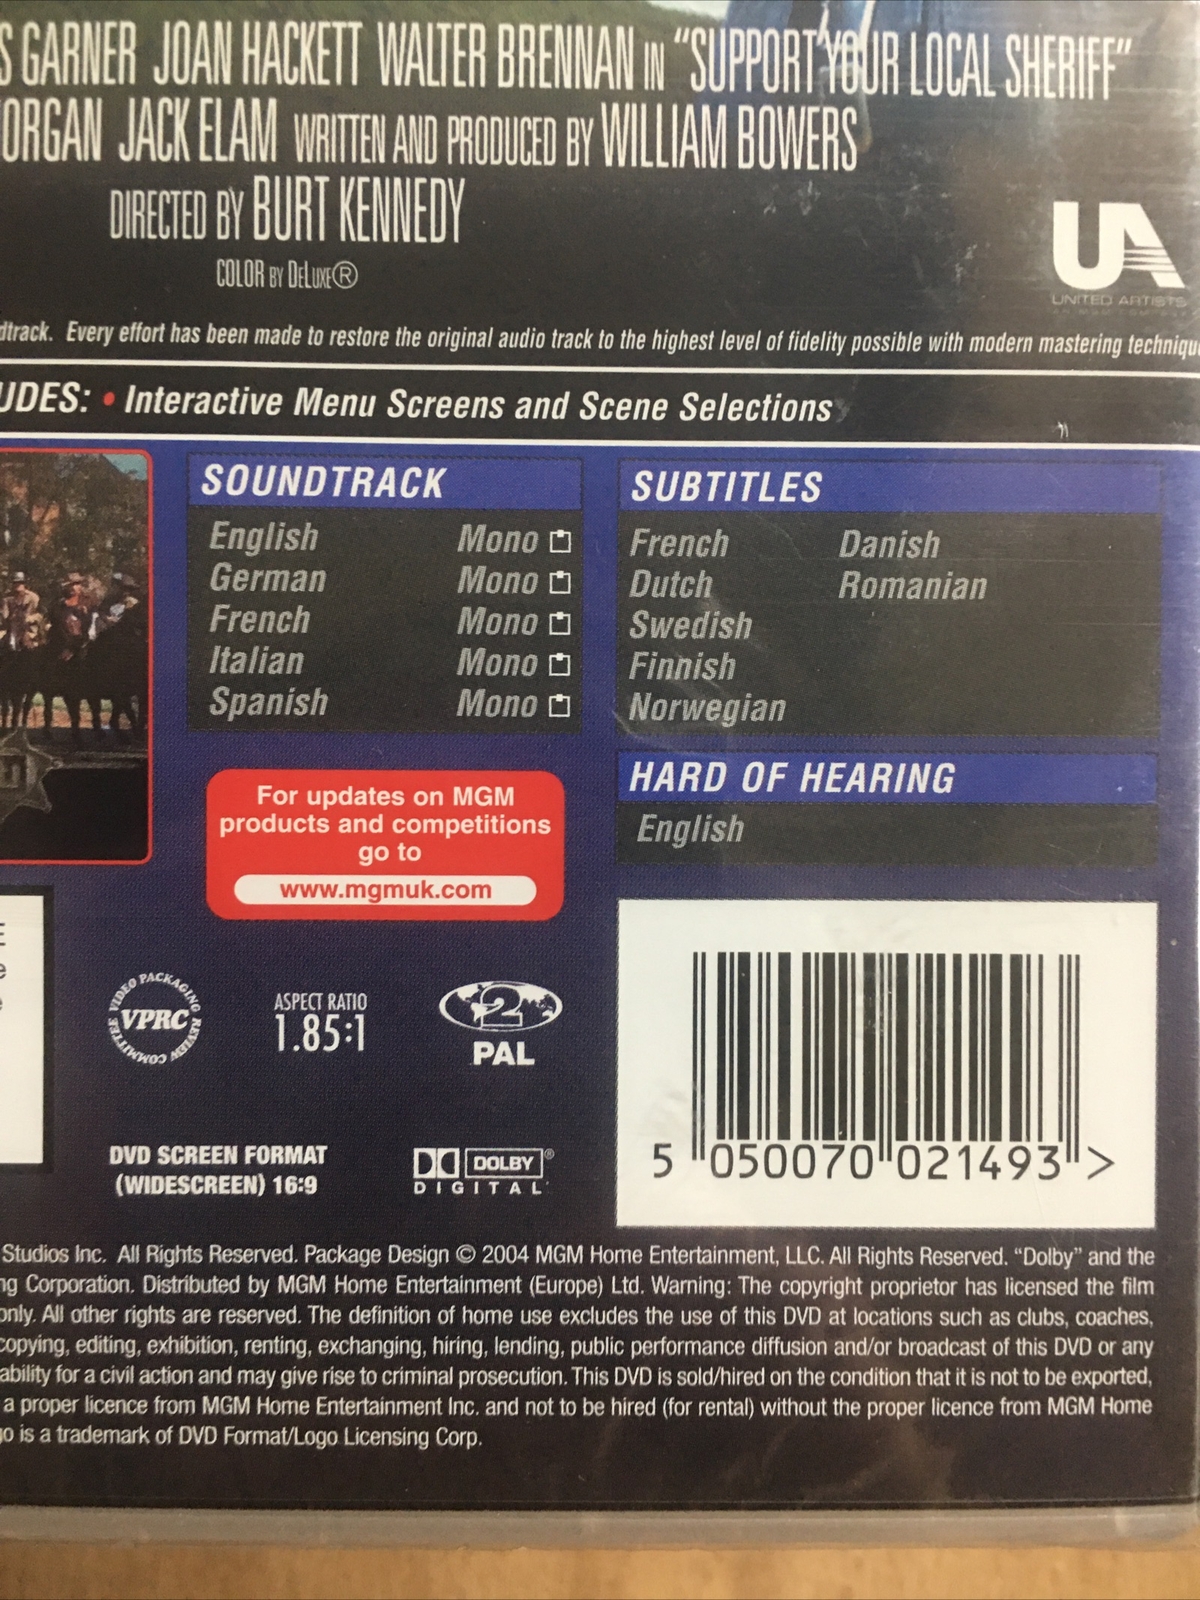 S GARNER JOAN HACKETT WALTER BRENNAN IN "SUPPORT YOUR LOCAL SHERIFF"
ORGAN JACK ELAM WRITTEN AND PRODUCED BY WILLIAM BOWERS
DIRECTED BY BURT KENNEDY
COLOR BY DELUXE®
UA
UNITED ARTISTS
dtrack. Every effort has been made to restore the original audio track to the highest level of fidelity possible with modern mastering technique
UDES: • Interactive Menu Screens and Scene Selections
SOUNDTRACK
English Mono
German Mono
French Mono
Italian Mono
Spanish Mono
SUBTITLES
French Danish
Dutch Romanian
Swedish
Finnish
Norwegian
HARD OF HEARING
English
For updates on MGM
products and competitions
go to
www.mgmuk.com
VIDEO PACKAGING REVIEW COMMITTEE
VPRC
ASPECT RATIO
1.85:1
2
PAL
DVD SCREEN FORMAT
(WIDESCREEN) 16:9
DOLBY®
DIGITAL
5 050070 021493 >
Studios Inc. All Rights Reserved. Package Design © 2004 MGM Home Entertainment, LLC. All Rights Reserved. "Dolby" and the
ng Corporation. Distributed by MGM Home Entertainment (Europe) Ltd. Warning: The copyright proprietor has licensed the film
only. All other rights are reserved. The definition of home use excludes the use of this DVD at locations such as clubs, coaches,
copying, editing, exhibition, renting, exchanging, hiring, lending, public performance diffusion and/or broadcast of this DVD or any
ability for a civil action and may give rise to criminal prosecution. This DVD is sold/hired on the condition that it is not to be exported,
a proper licence from MGM Home Entertainment Inc. and not to be hired (for rental) without the proper licence from MGM Home
go is a trademark of DVD Format/Logo Licensing Corp.